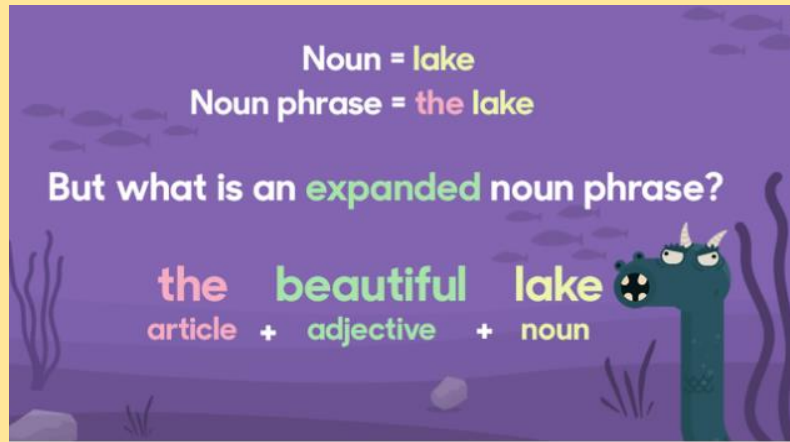 Noun = lake
Noun phrase = the lake
But what is an expanded noun phrase?
the beautiful lake
article + adjective + noun